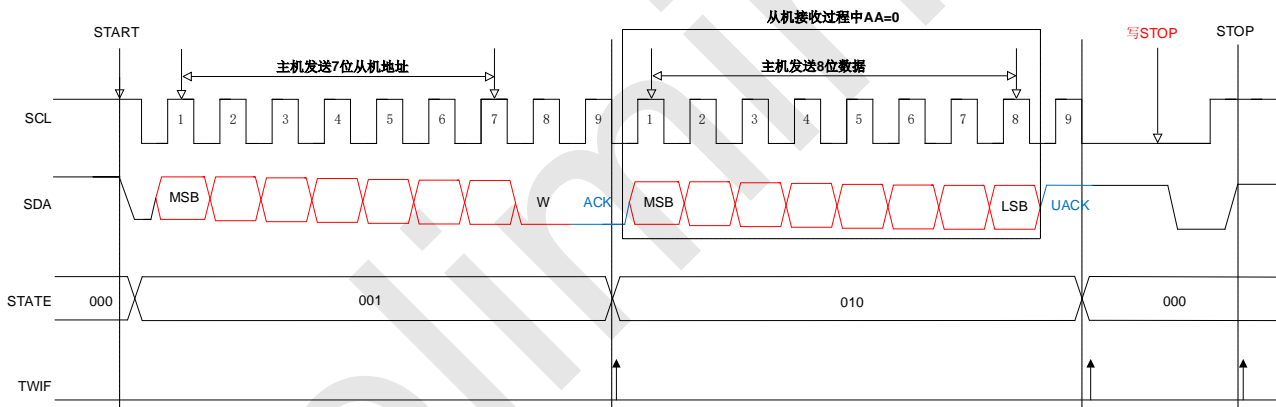 从机接收过程中AA=0
START
写STOP
STOP
主机发送7位从机地址
主机发送8位数据
SCL
1 2 3 4 5 6 7 8 9 1 2 3 4 5 6 7 8 9
SDA
MSB W ACK MSB LSB UACK
STATE 000 001 010 000
TWIF